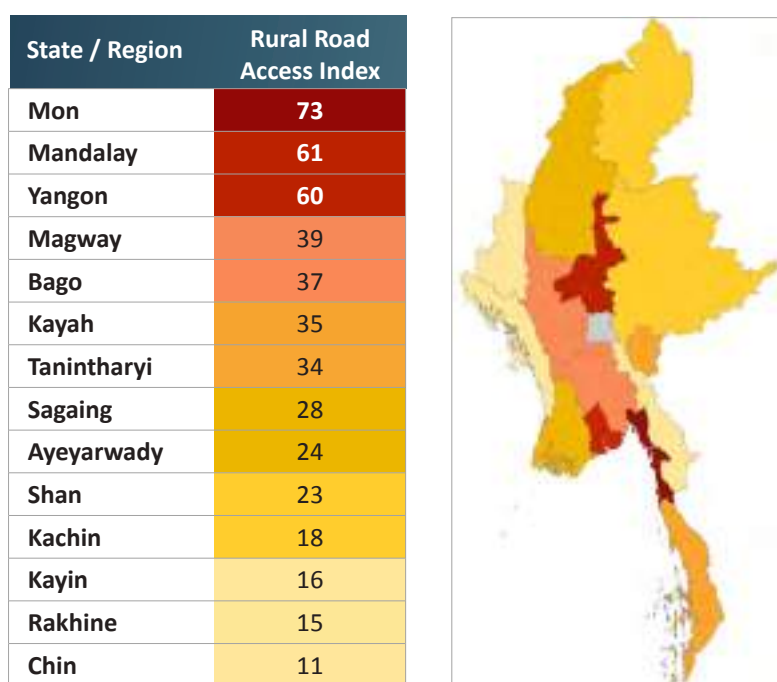 State / Region Rural Road Access Index
Mon 73
Mandalay 61
Yangon 60
Magway 39
Bago 37
Kayah 35
Tanintharyi 34
Sagaing 28
Ayeyarwady 24
Shan 23
Kachin 18
Kayin 16
Rakhine 15
Chin 11